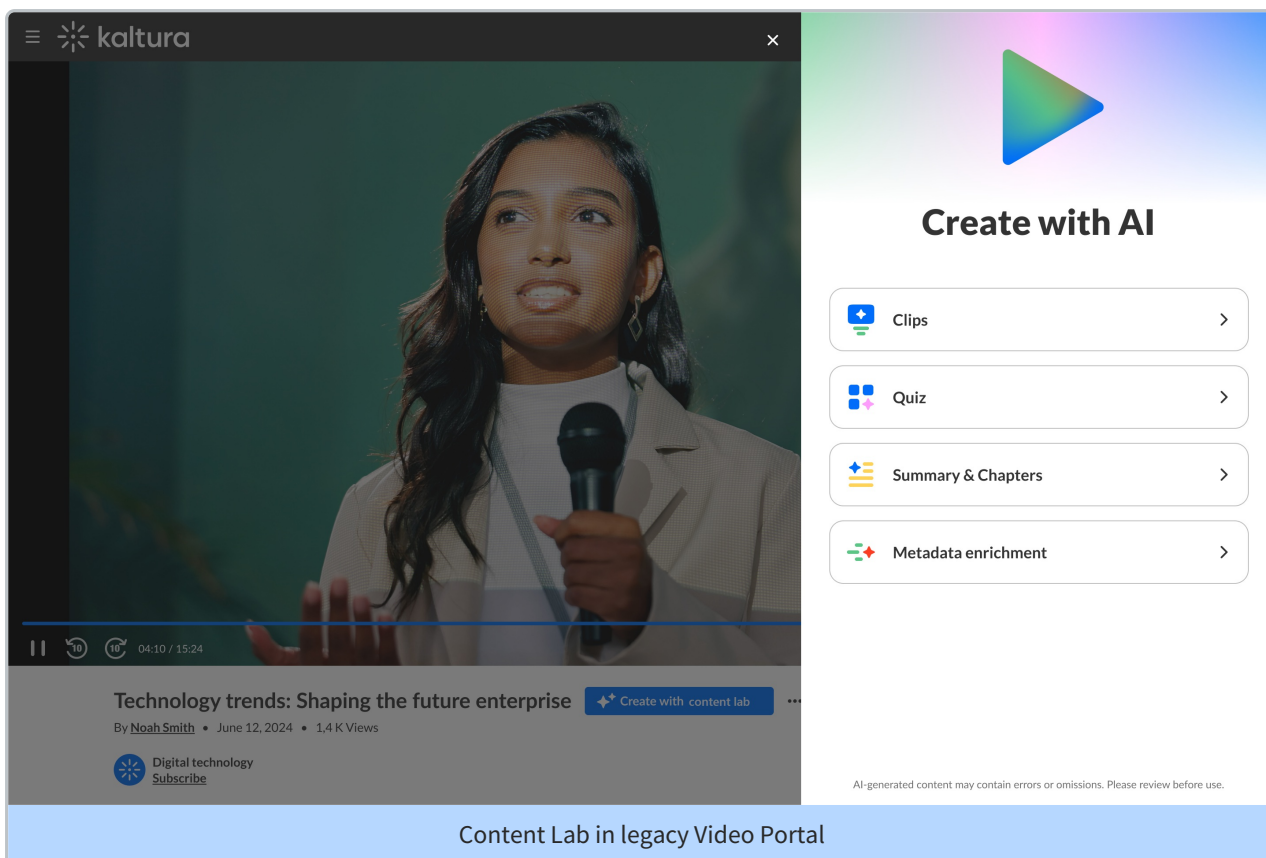 kaltura
Create with AI
Clips
Quiz
Summary & Chapters
Metadata enrichment
10 10 04:10 / 15:24
Technology trends: Shaping the future enterprise Create with content lab
By Noah Smith • June 12, 2024 • 1,4 K Views
Digital technology
Subscribe
AI-generated content may contain errors or omissions. Please review before use.
Content Lab in legacy Video Portal